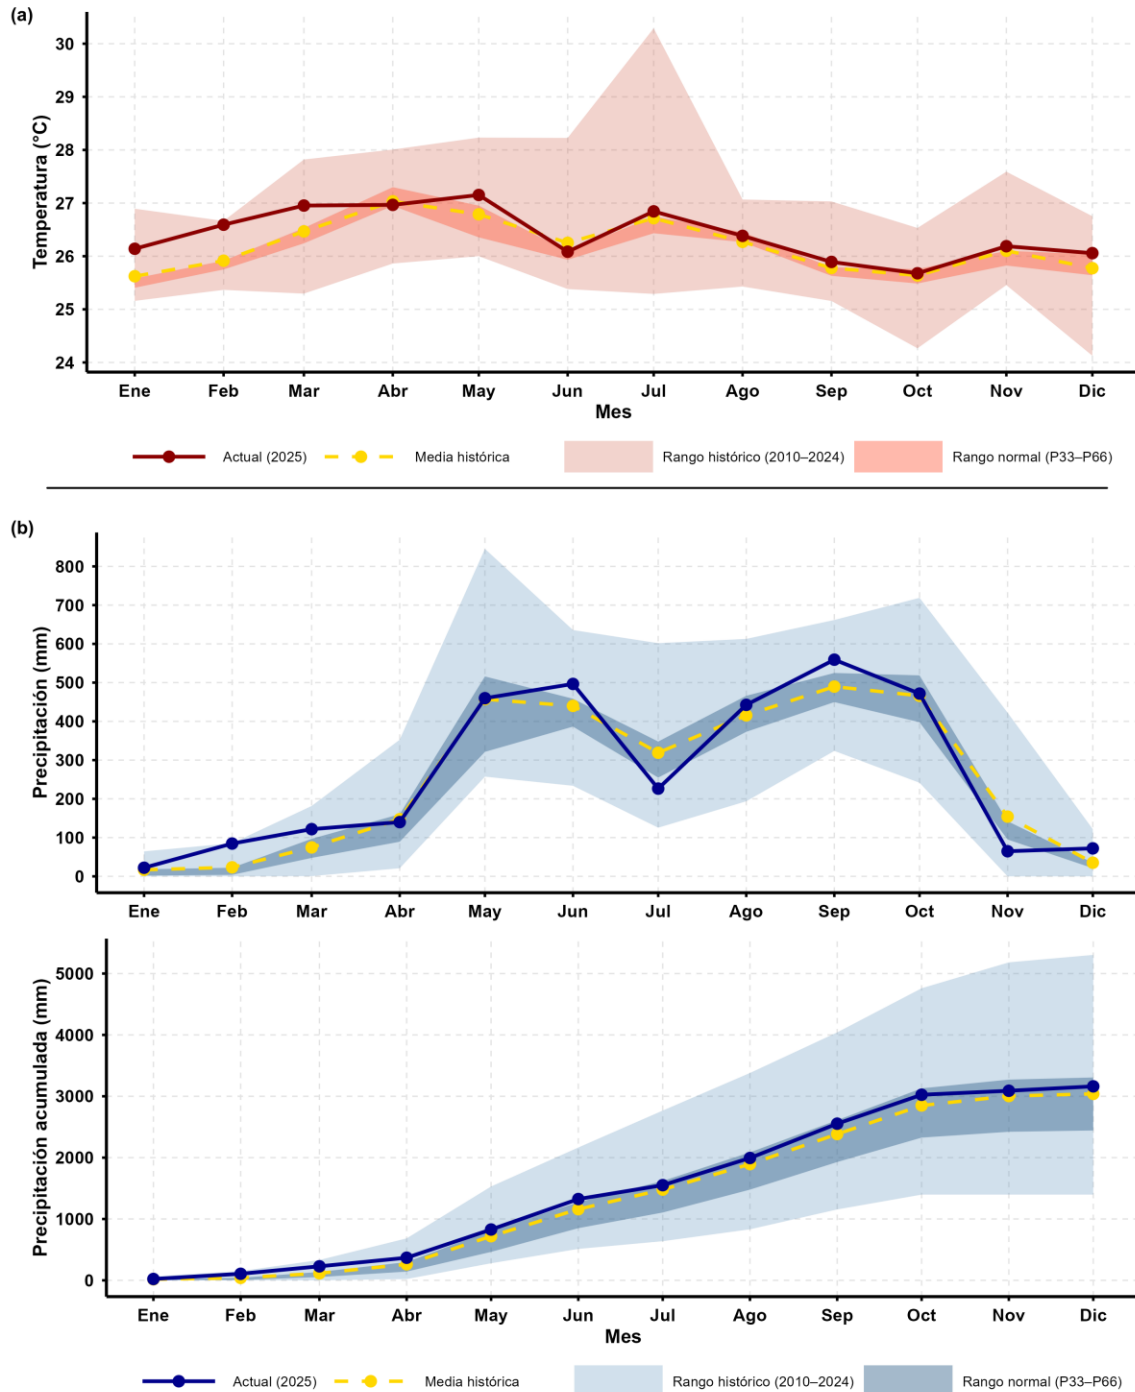 (a)
Temperatura (°C)
30
29
28
27
26
25
24
Ene Feb Mar Abr May Jun Jul Ago Sep Oct Nov Dic
Mes
Actual (2025) Media histórica Rango histórico (2010–2024) Rango normal (P33–P66)
(b)
Precipitación (mm)
800
700
600
500
400
300
200
100
0
Ene Feb Mar Abr May Jun Jul Ago Sep Oct Nov Dic
Precipitación acumulada (mm)
5000
4000
3000
2000
1000
0
Ene Feb Mar Abr May Jun Jul Ago Sep Oct Nov Dic
Mes
Actual (2025) Media histórica Rango histórico (2010–2024) Rango normal (P33–P66)